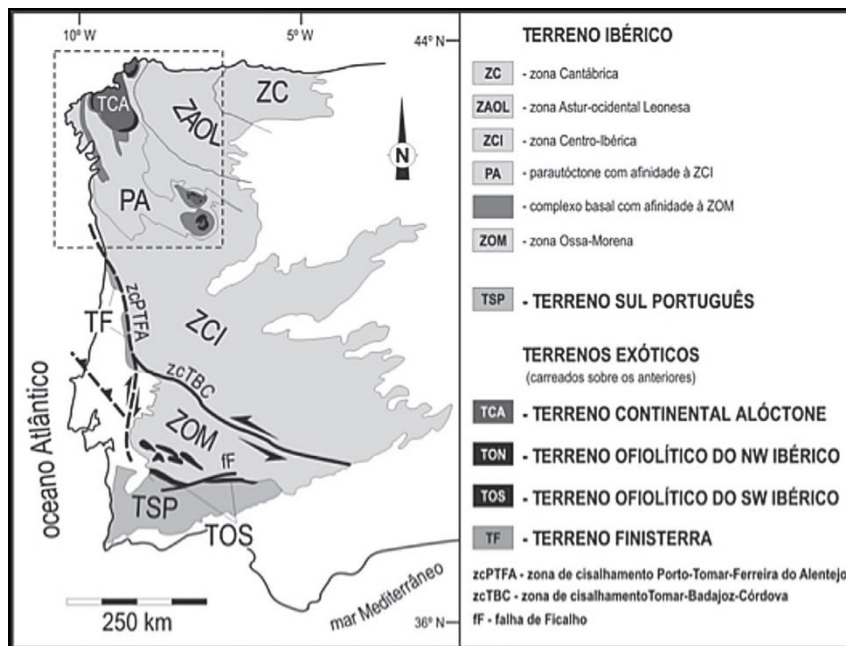 10º W
5º W
44º N
TCA
ZAOL
ZC
N
PA
zcPTFA
TF
ZCI
zcTBC
ZOM
fF
TSP
TOS
oceano Atlântico
mar Mediterrâneo
250 km
36º N
TERRENO IBÉRICO
ZC - zona Cantábrica
ZAOL - zona Astur-ocidental Leonesa
ZCI - zona Centro-Ibérica
PA - parautóctone com afinidade à ZCI
- complexo basal com afinidade à ZOM
ZOM - zona Ossa-Morena
TSP - TERRENO SUL PORTUGUÊS
TERRENOS EXÓTICOS
(carreados sobre os anteriores)
TCA - TERRENO CONTINENTAL ALÓCTONE
TON - TERRENO OFIOLÍTICO DO NW IBÉRICO
TOS - TERRENO OFIOLÍTICO DO SW IBÉRICO
TF - TERRENO FINISTERRA
zcPTFA - zona de cisalhamento Porto-Tomar-Ferreira do Alentejo
zcTBC - zona de cisalhamentoTomar-Badajoz-Córdova
fF - falha de Ficalho